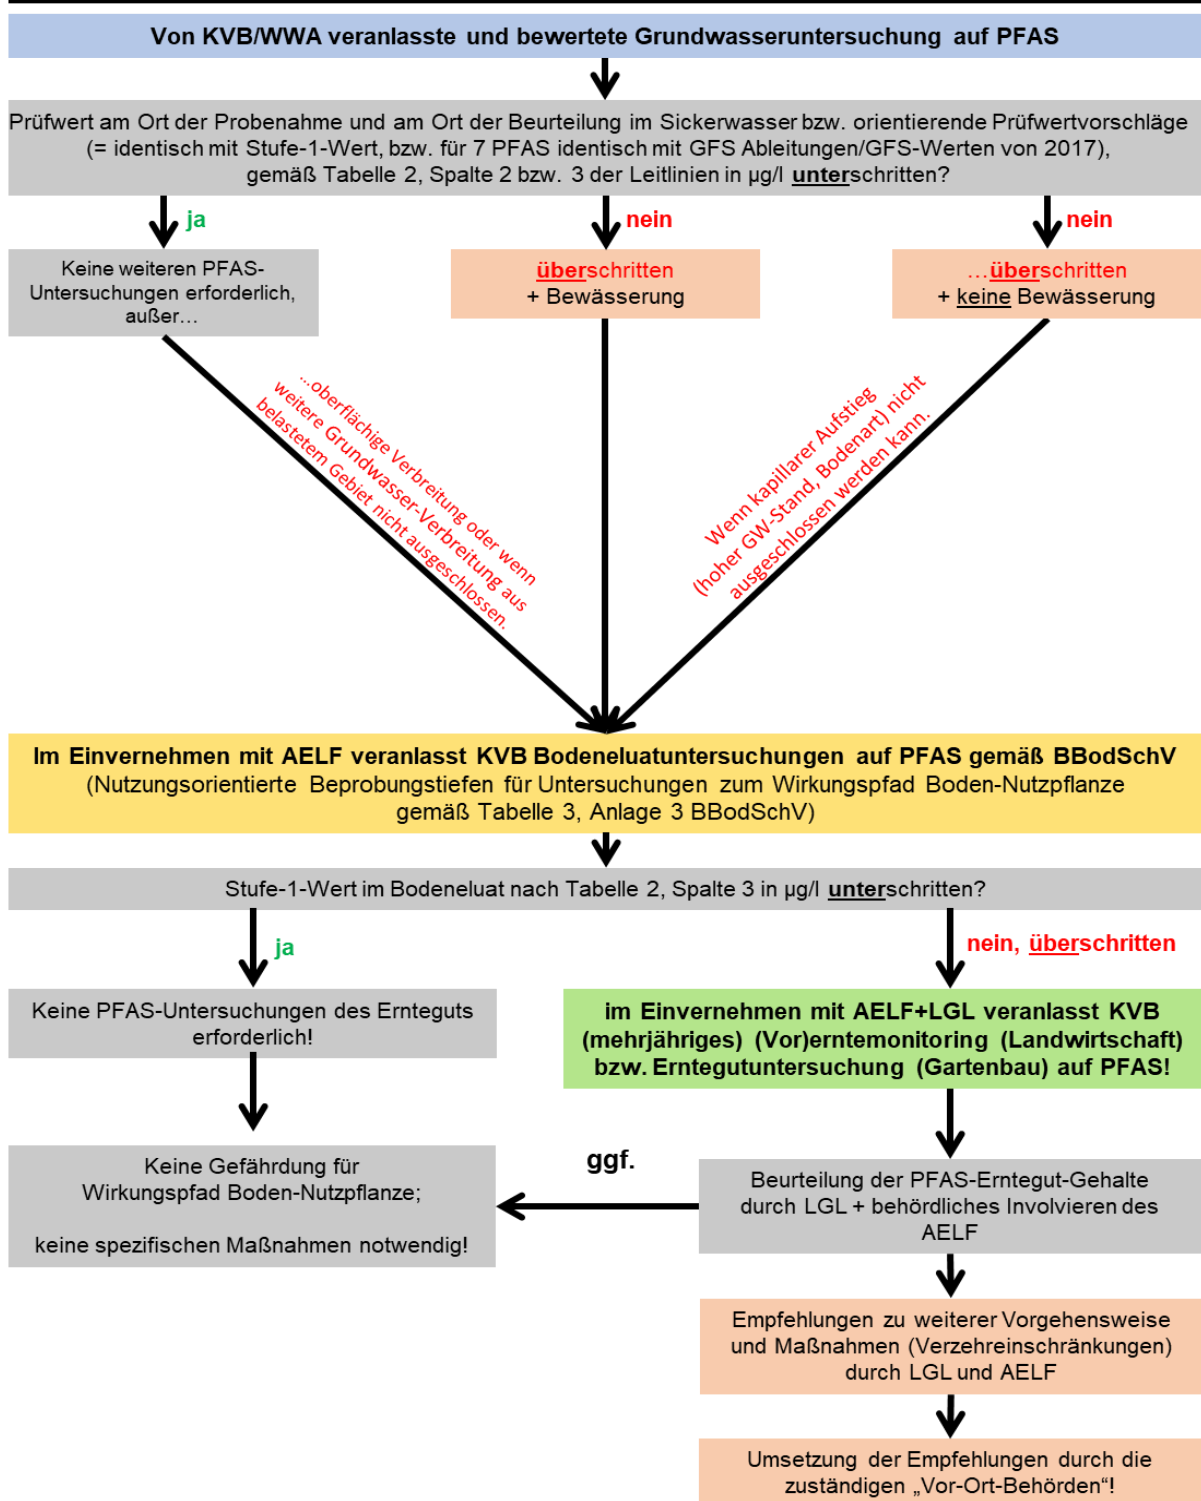 Von KVB/WWA veranlasste und bewertete Grundwasseruntersuchung auf PFAS
Prüfwert am Ort der Probenahme und am Ort der Beurteilung im Sickerwasser bzw. orientierende Prüfwertvorschläge
(= identisch mit Stufe-1-Wert, bzw. für 7 PFAS identisch mit GFS Ableitungen/GFS-Werten von 2017),
gemäß Tabelle 2, Spalte 2 bzw. 3 der Leitlinien in µg/l unterschritten?
ja
nein
nein
Keine weiteren PFAS-
Untersuchungen erforderlich,
außer…
überschritten
+ Bewässerung
…überschritten
+ keine Bewässerung
...oberflächige Verbreitung oder wenn
weitere Grundwasser-Verbreitung aus
belastetem Gebiet nicht ausgeschlossen.
Wenn kapillarer Aufstieg
(hoher GW-Stand, Bodenart) nicht
ausgeschlossen werden kann.
Im Einvernehmen mit AELF veranlasst KVB Bodeneluatuntersuchungen auf PFAS gemäß BBodSchV
(Nutzungsorientierte Beprobungstiefen für Untersuchungen zum Wirkungspfad Boden-Nutzpflanze
gemäß Tabelle 3, Anlage 3 BBodSchV)
Stufe-1-Wert im Bodeneluat nach Tabelle 2, Spalte 3 in µg/l unterschritten?
ja
nein, überschritten
Keine PFAS-Untersuchungen des Ernteguts
erforderlich!
im Einvernehmen mit AELF+LGL veranlasst KVB
(mehrjähriges) (Vor)erntemonitoring (Landwirtschaft)
bzw. Erntegutuntersuchung (Gartenbau) auf PFAS!
Keine Gefährdung für
Wirkungspfad Boden-Nutzpflanze;
keine spezifischen Maßnahmen notwendig!
ggf.
Beurteilung der PFAS-Erntegut-Gehalte
durch LGL + behördliches Involvieren des
AELF
Empfehlungen zu weiterer Vorgehensweise
und Maßnahmen (Verzehreinschränkungen)
durch LGL und AELF
Umsetzung der Empfehlungen durch die
zuständigen „Vor-Ort-Behörden“!